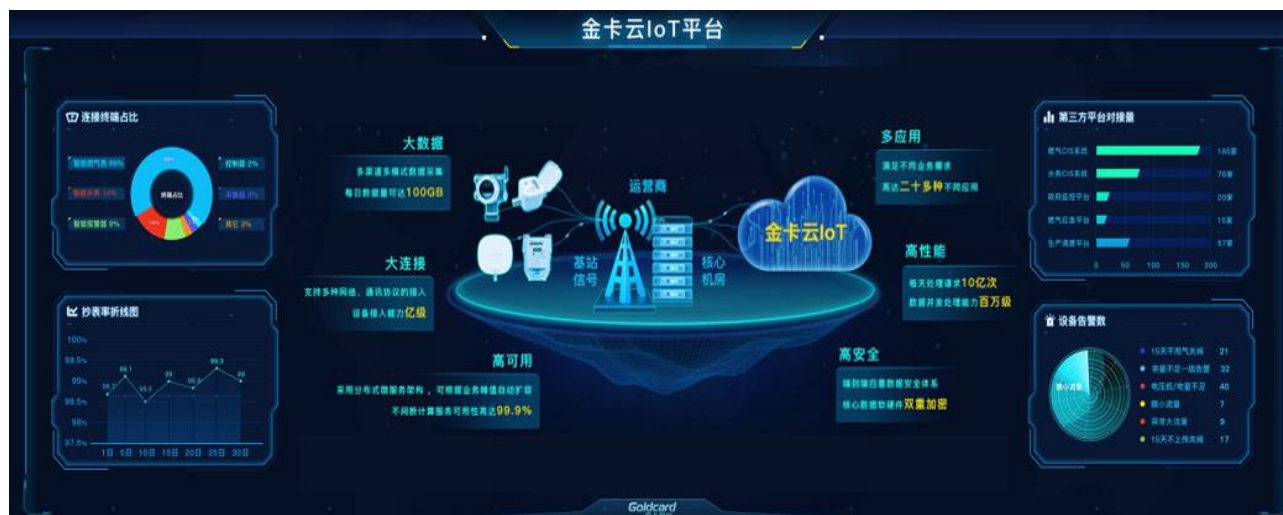 金卡云IoT平台
连接终端占比
智能燃气表 69%
智能水表 14%
智能报警器 9%
终端占比
控制器 2%
采集器 3%
其它 3%
抄表率折线图
100%
99.5%
99%
98.5%
98%
97.5%
99.1
99
99.3
99
1日 5日 10日 15日 20日 25日 30日
大数据
多渠道多模式数据采集
每日数据量可达100GB
大连接
支持多种网络、通讯协议的接入
设备接入能力亿级
高可用
采用分布式微服务架构，可根据业务峰值自动扩容
不间断计算服务可用性高达99.9%
运营商
基站
信号
核心
机房
金卡云IoT
多应用
满足不同业务需求
高达二十多种不同应用
高性能
每天处理请求10亿次
数据并发处理能力百万级
高安全
端到端四重数据安全体系
核心数据软硬件双重加密
第三方平台对接量
燃气CIS系统
水务CIS系统 76家
政府监控平台 20家
燃气应急平台 15家
生产调度平台 57家
0 50 100 150 200
设备告警数
微小流量
15天不用气关阀 21
余量不足一级告警 32
电压低/电量不足 40
微小流量 7
异常大流量 9
15天不上传关阀 17
Goldcard